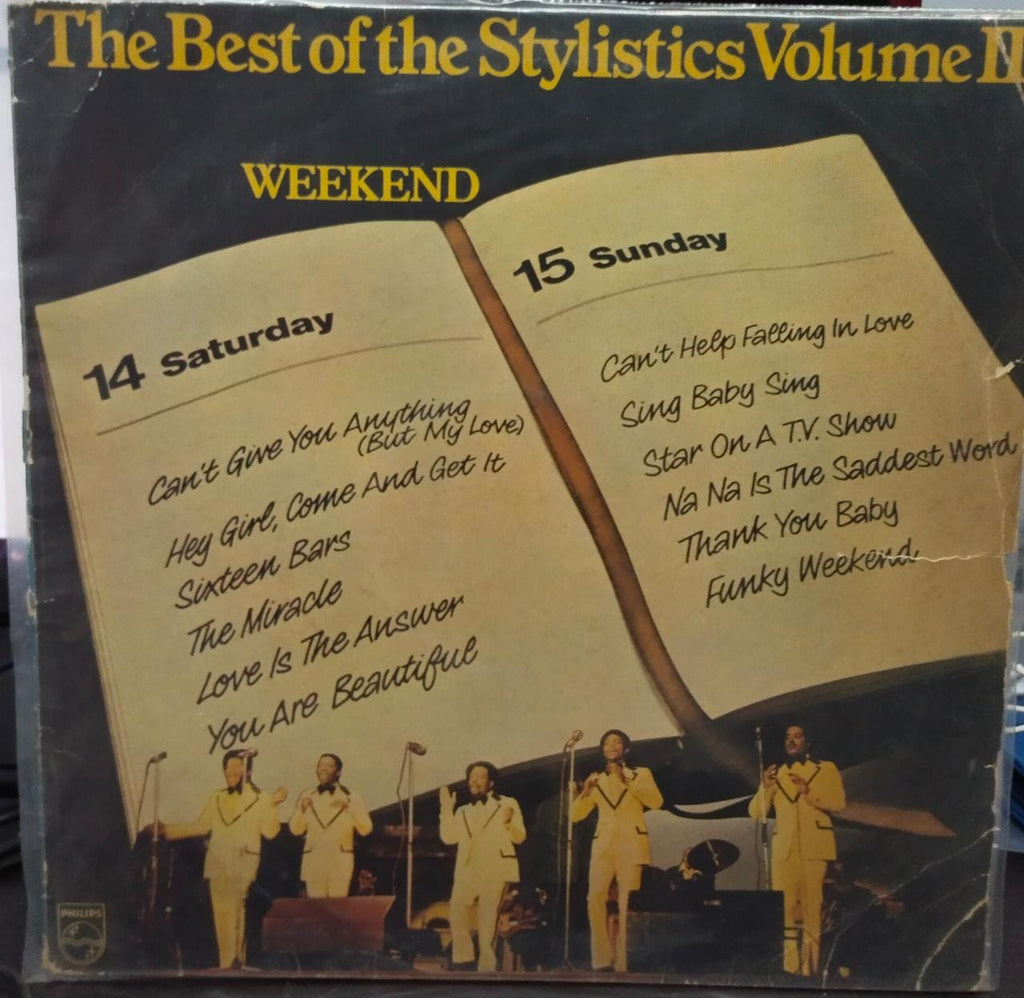 The Best of the Stylistics Volume II
WEEKEND
14 Saturday
Can't Give You Anything
(But My Love)
Hey Girl, Come And Get It
Sixteen Bars
The Miracle
Love Is The Answer
You Are Beautiful
15 Sunday
Can't Help Falling In Love
Sing Baby Sing
Star On A T.V. Show
Na Na Is The Saddest Word
Thank You Baby
Funky Weekend
PHILIPS